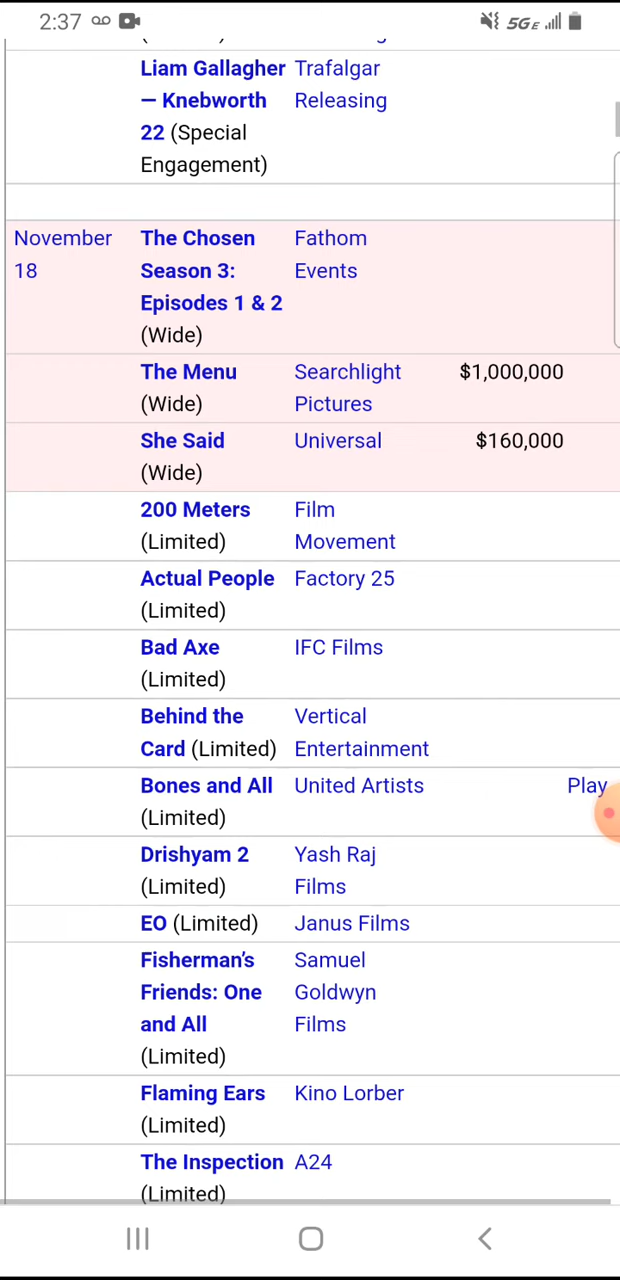 2:37
5GE
Liam Gallagher Trafalgar
— Knebworth Releasing
22 (Special
Engagement)
November The Chosen Fathom
18 Season 3: Events
Episodes 1 & 2
(Wide)
The Menu Searchlight $1,000,000
(Wide) Pictures
She Said Universal $160,000
(Wide)
200 Meters Film
(Limited) Movement
Actual People Factory 25
(Limited)
Bad Axe IFC Films
(Limited)
Behind the Vertical
Card (Limited) Entertainment
Bones and All United Artists Play
(Limited)
Drishyam 2 Yash Raj
(Limited) Films
EO (Limited) Janus Films
Fisherman’s Samuel
Friends: One Goldwyn
and All Films
(Limited)
Flaming Ears Kino Lorber
(Limited)
The Inspection A24
(Limited)